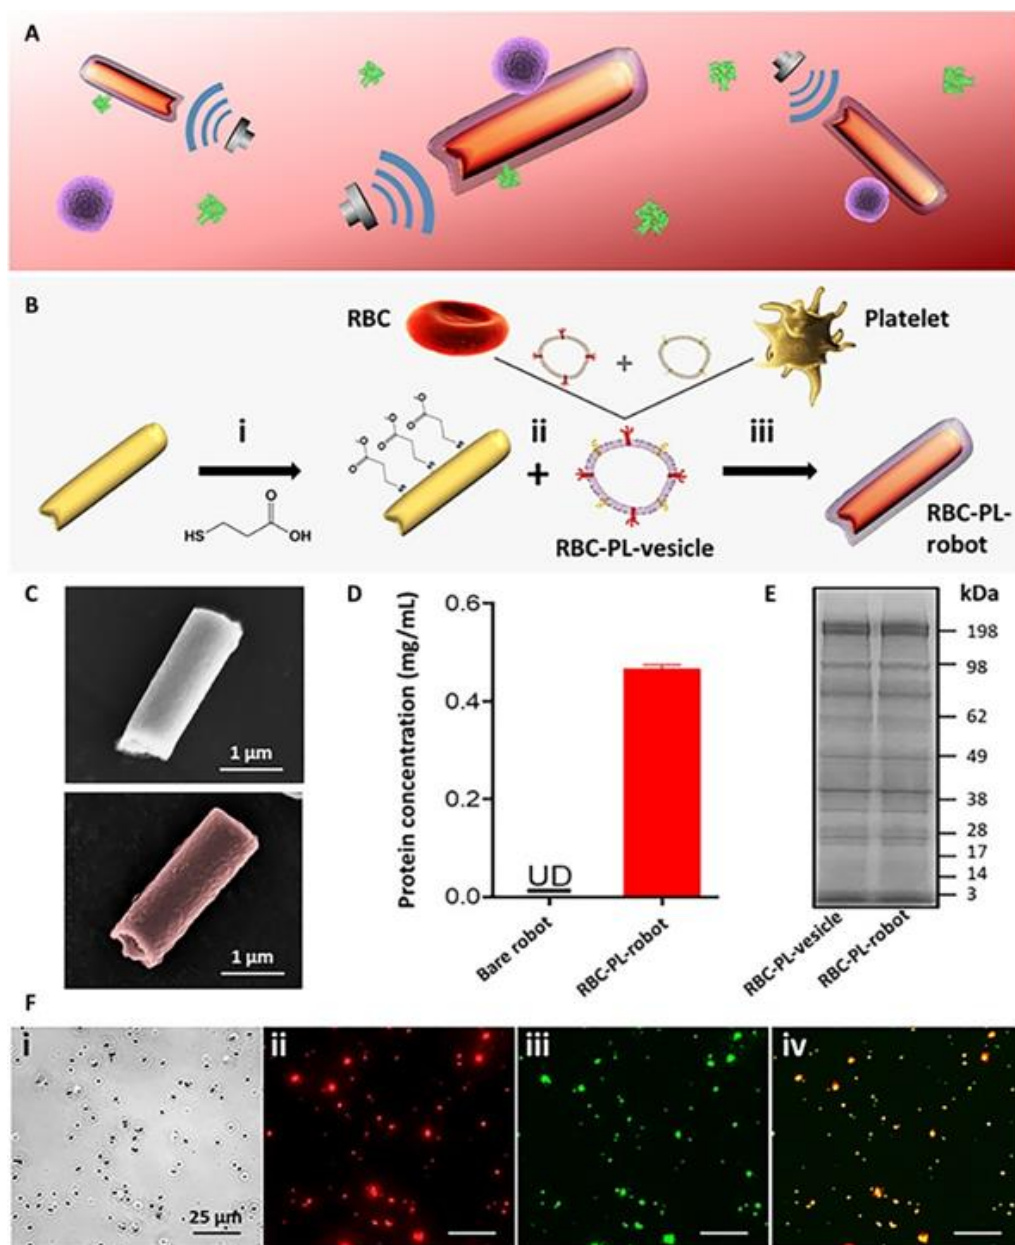 A
B
RBC
Platelet
+
i
ii
iii
+
O
HS
OH
RBC-PL-vesicle
RBC-PL-
robot
C
1 µm
1 µm
D
Protein concentration (mg/mL)
0.6
0.4
0.2
0.0
UD
Bare robot
RBC-PL-robot
E
kDa
198
98
62
49
38
28
17
14
3
RBC-PL-vesicle
RBC-PL-robot
F
i
ii
iii
iv
25 µm